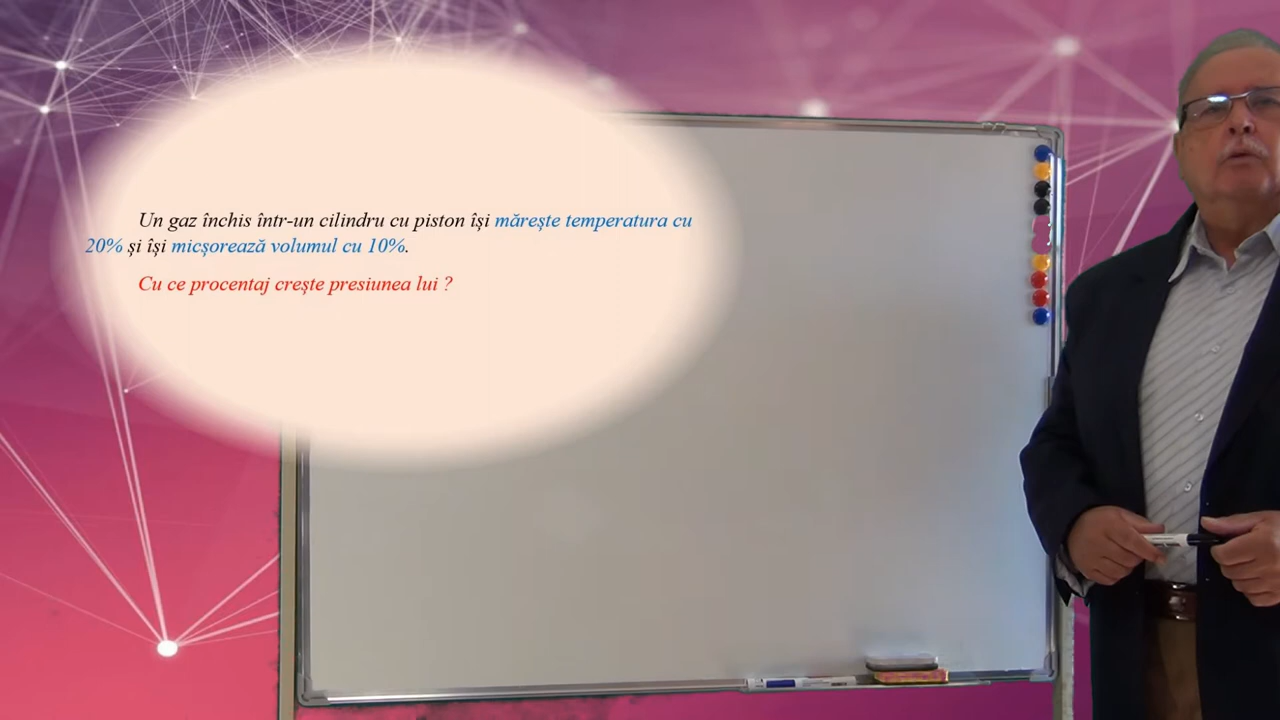 Un gaz închis într-un cilindru cu piston își mărește temperatura cu
20% și își micșorează volumul cu 10%.
Cu ce procentaj crește presiunea lui ?